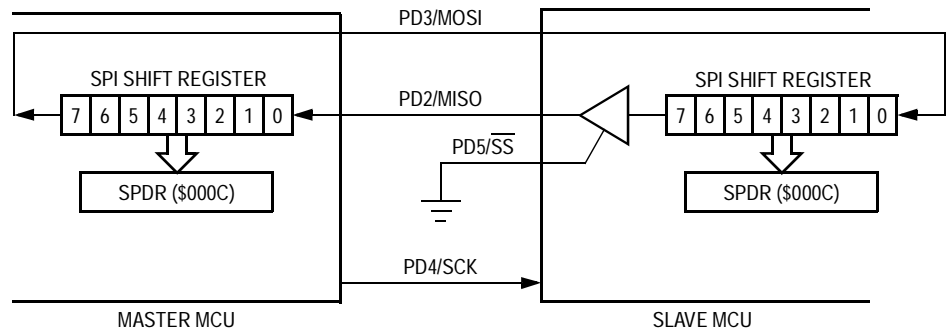 PD3/MOSI
SPI SHIFT REGISTER
SPI SHIFT REGISTER
7 6 5 4 3 2 1 0
PD2/MISO
7 6 5 4 3 2 1 0
PD5/S̅S̅
SPDR ($000C)
SPDR ($000C)
PD4/SCK
MASTER MCU
SLAVE MCU